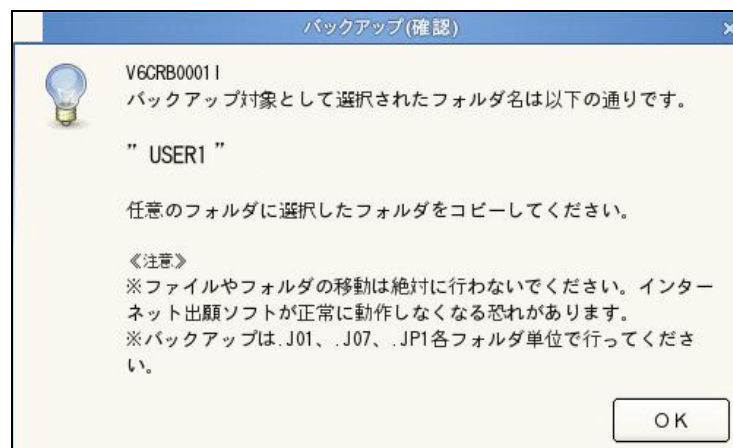 バックアップ(確認)
V6CRB0001I
バックアップ対象として選択されたフォルダ名は以下の通りです。
” USER1 ”
任意のフォルダに選択したフォルダをコピーしてください。
《注意》
※ファイルやフォルダの移動は絶対に行わないでください。インター
ネット出願ソフトが正常に動作しなくなる恐れがあります。
※バックアップは.J01、.J07、.JP1各フォルダ単位で行ってくださ
い。
OK